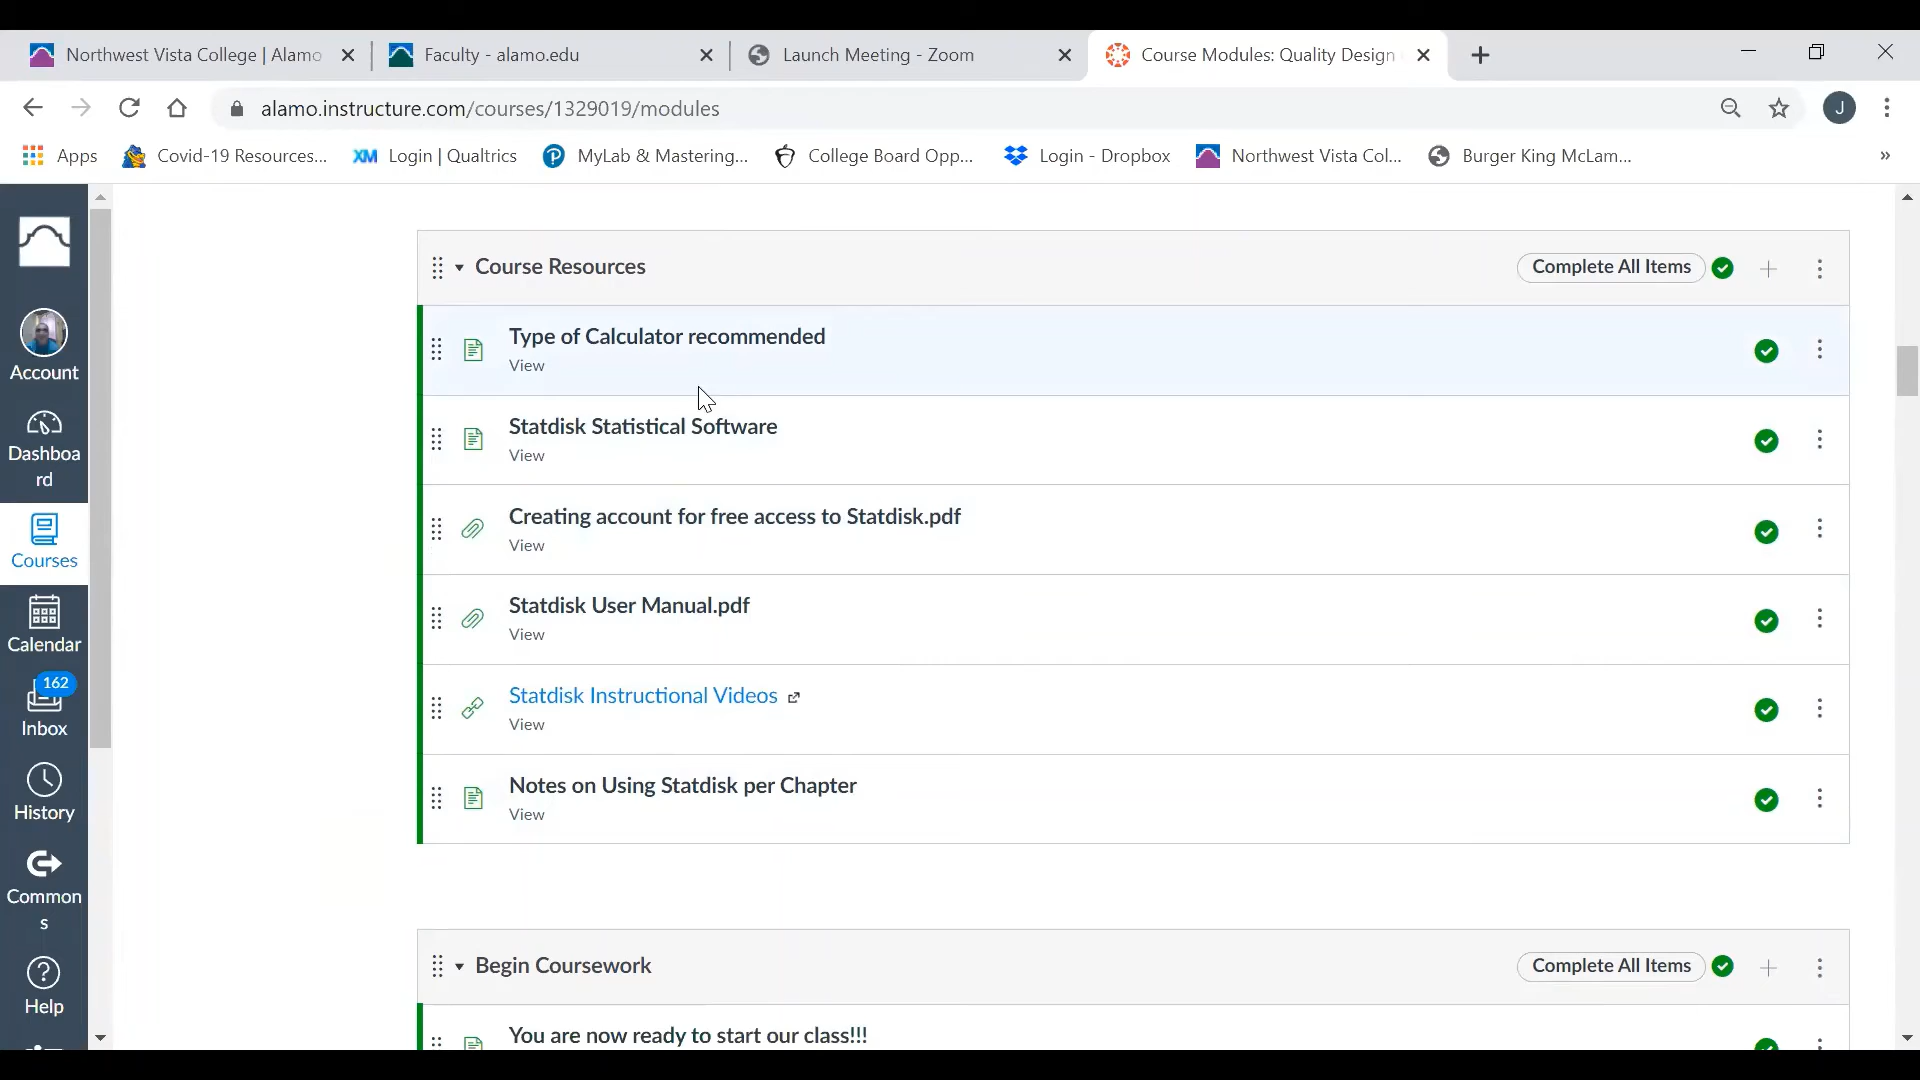 Northwest Vista College | Alamo
Faculty - alamo.edu
Launch Meeting - Zoom
Course Modules: Quality Design
alamo.instructure.com/courses/1329019/modules
J
Apps
Covid-19 Resources...
XM Login | Qualtrics
MyLab & Mastering...
College Board Opp...
Login - Dropbox
Northwest Vista Col...
Burger King McLam...
»
Account
Dashboa
rd
Courses
Calendar
162
Inbox
History
Common
s
Help
Course Resources
Complete All Items
Type of Calculator recommended
View
Statdisk Statistical Software
View
Creating account for free access to Statdisk.pdf
View
Statdisk User Manual.pdf
View
Statdisk Instructional Videos
View
Notes on Using Statdisk per Chapter
View
Begin Coursework
Complete All Items
You are now ready to start our class!!!